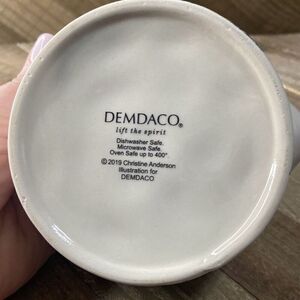 DEMDACO®
lift the spirit
Dishwasher Safe.
Microwave Safe.
Oven Safe up to 400°
©2019 Christine Anderson
Illustration for
DEMDACO